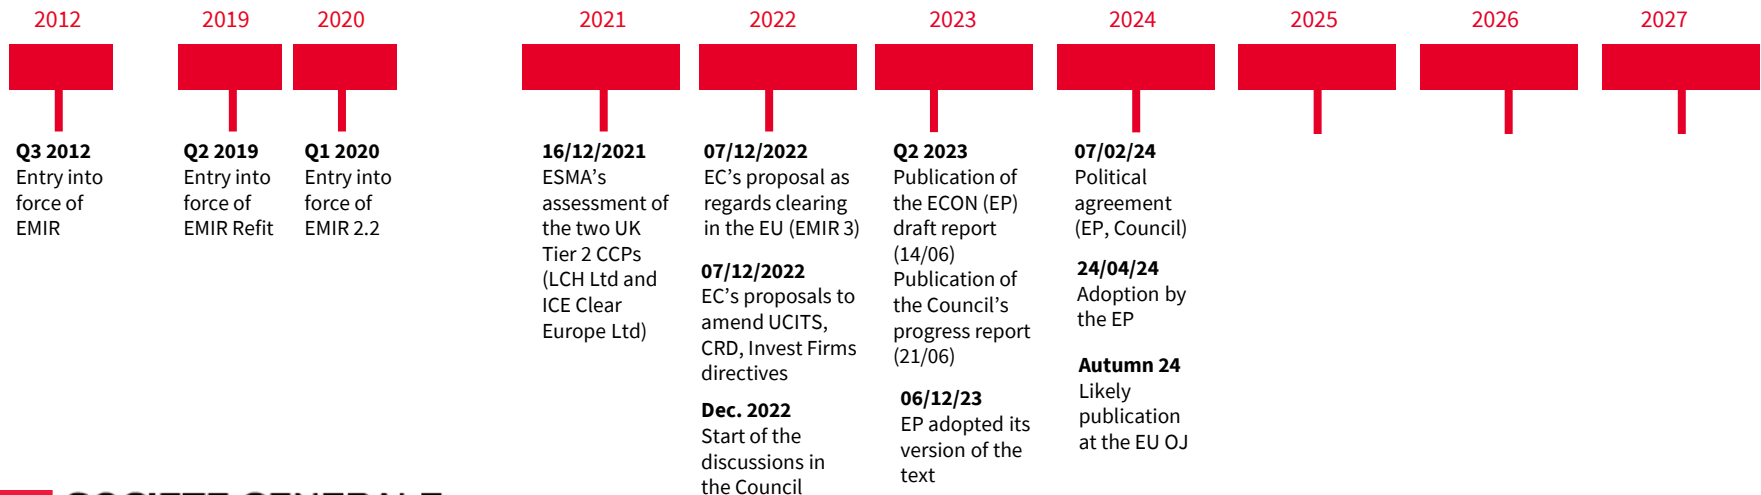 2012
2019
2020
2021
2022
2023
2024
2025
2026
2027
Q3 2012
Entry into
force of
EMIR
Q2 2019
Entry into
force of
EMIR Refit
Q1 2020
Entry into
force of
EMIR 2.2
16/12/2021
ESMA's
assessment of
the two UK
Tier 2 CCPs
(LCH Ltd and
ICE Clear
Europe Ltd)
07/12/2022
EC's proposal as
regards clearing
in the EU (EMIR 3)
07/12/2022
EC's proposals to
amend UCITS,
CRD, Invest Firms
directives
Dec. 2022
Start of the
discussions in
the Council
Q2 2023
Publication of
the ECON (EP)
draft report
(14/06)
Publication of
the Council's
progress report
(21/06)
06/12/23
EP adopted its
version of the
text
07/02/24
Political
agreement
(EP, Council)
24/04/24
Adoption by
the EP
Autumn 24
Likely
publication
at the EU OJ
SOCIETE GENERALE